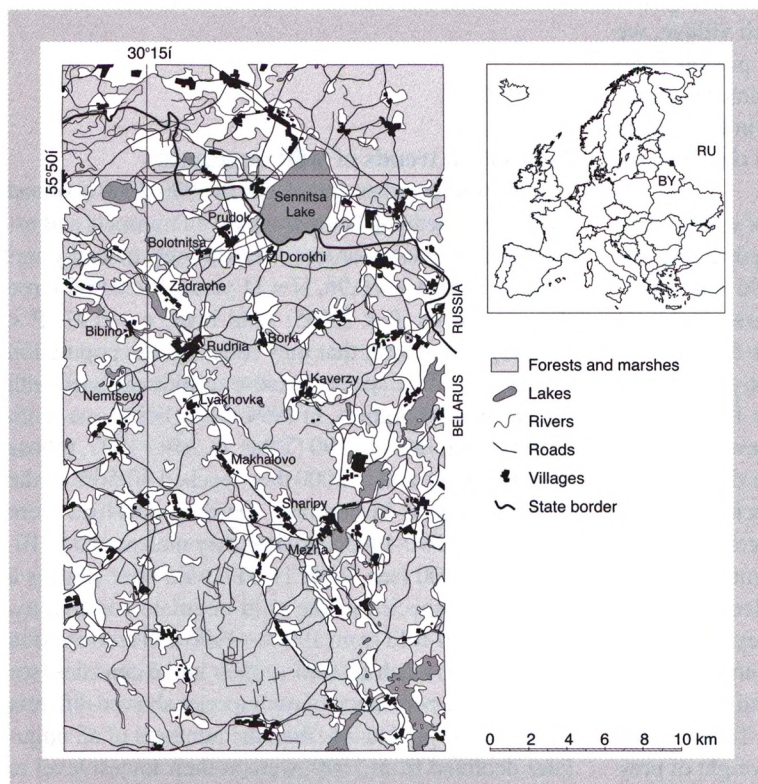 30°15í
55°50í
Sennitsa
Lake
Prudok
Bolotnitsa
Dorokhi
Zadrache
Bibino
Rudnia
Borki
Nemtsevo
Lyakhovka
Kaverzy
Makhalovo
Sharipy
Mezha
RUSSIA
BELARUS
RU
BY
Forests and marshes
Lakes
Rivers
Roads
Villages
State border
0 2 4 6 8 10 km